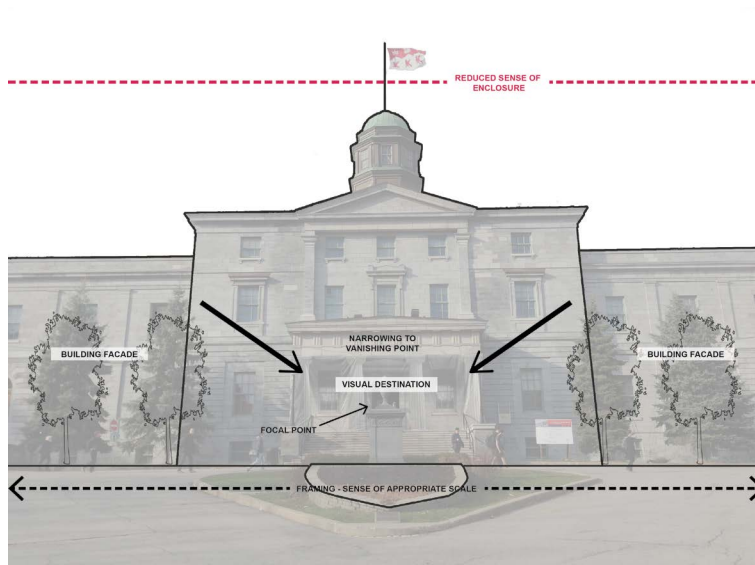 REDUCED SENSE OF
ENCLOSURE
NARROWING TO
VANISHING POINT
BUILDING FACADE
BUILDING FACADE
VISUAL DESTINATION
FOCAL POINT
FRAMING - SENSE OF APPROPRIATE SCALE